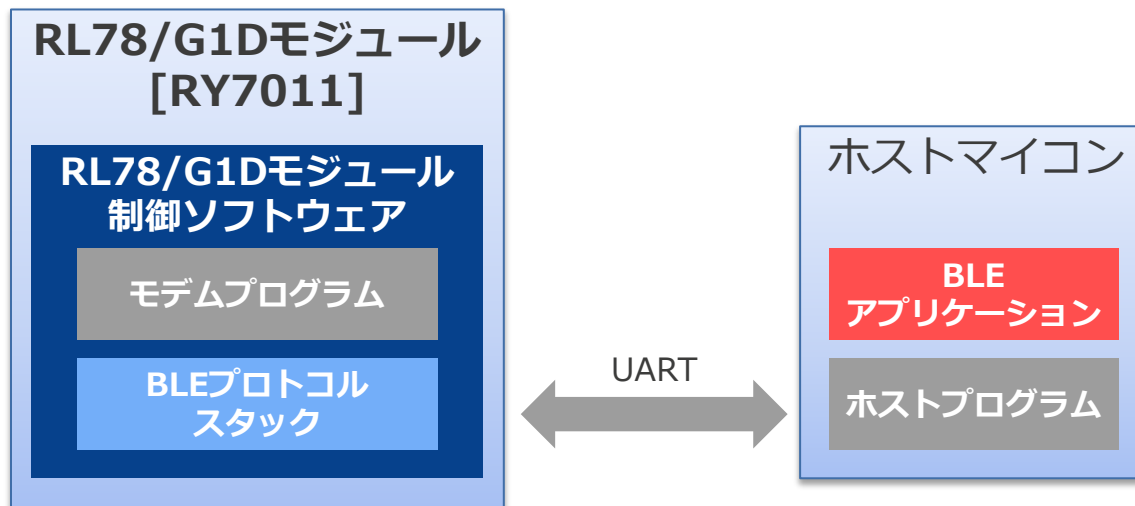 RL78/G1Dモジュール
[RY7011]
RL78/G1Dモジュール
制御ソフトウェア
モデムプログラム
BLEプロトコル
スタック
UART
ホストマイコン
BLE
アプリケーション
ホストプログラム